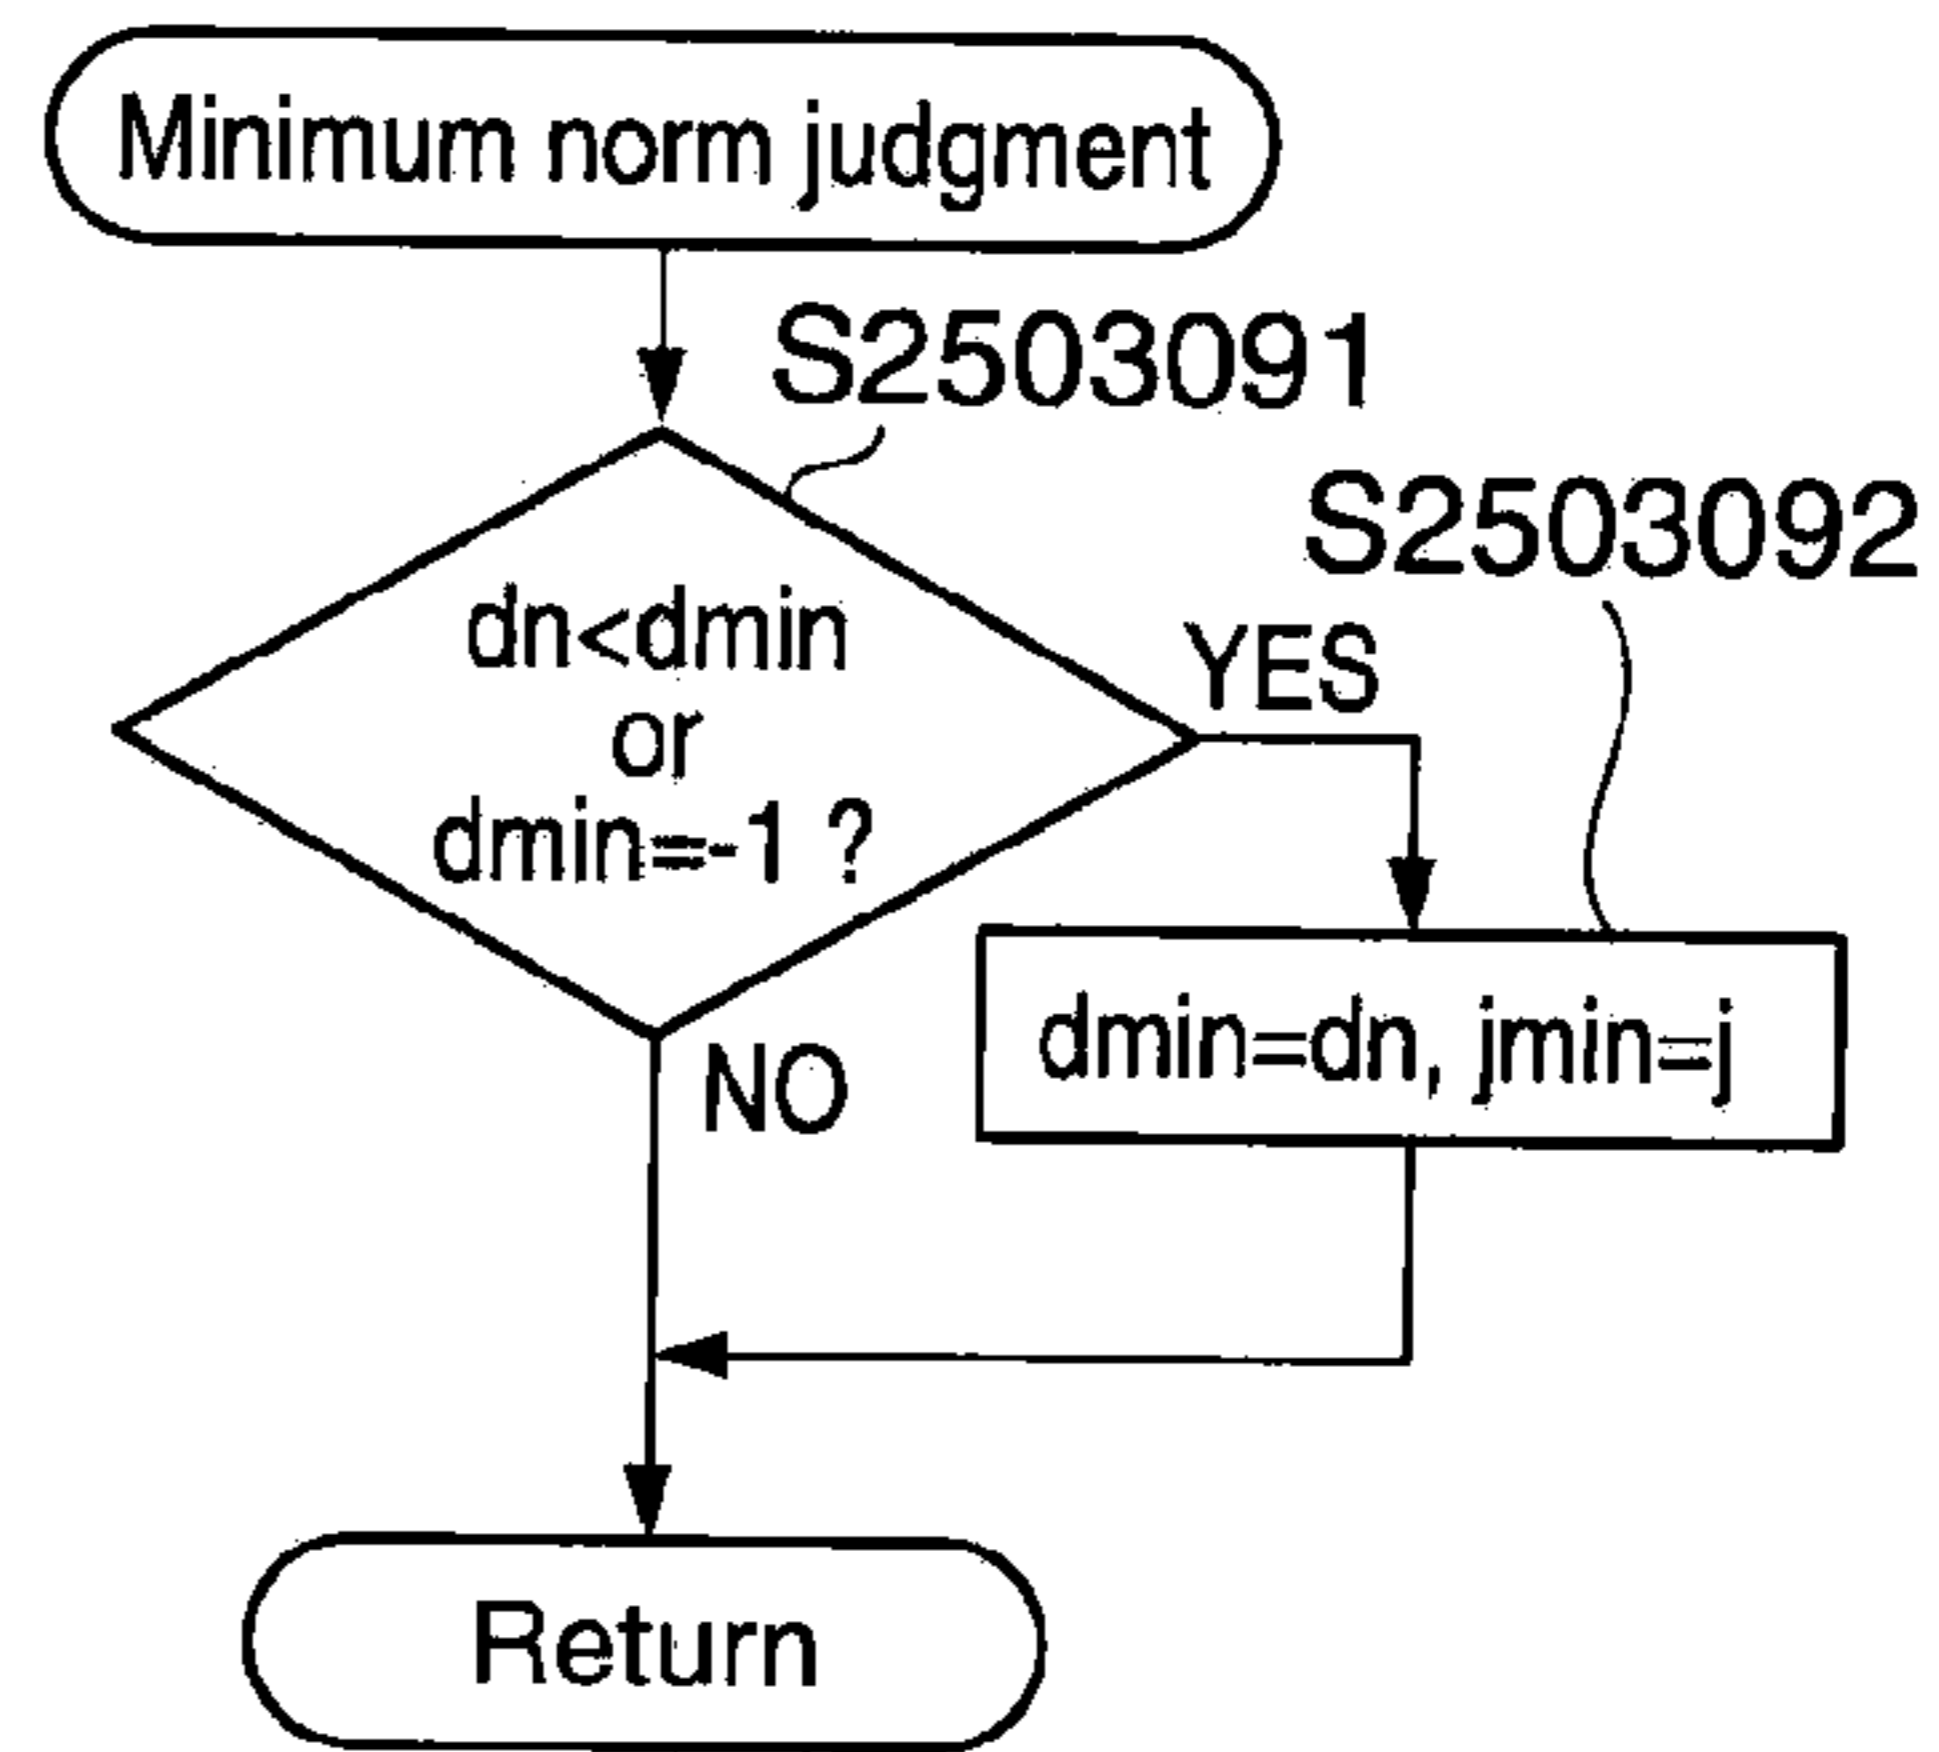 Minimum norm judgment
S2503091
S2503092
dn<dmin
or
dmin=-1 ?
YES
dmin=dn, jmin=j
NO
Return